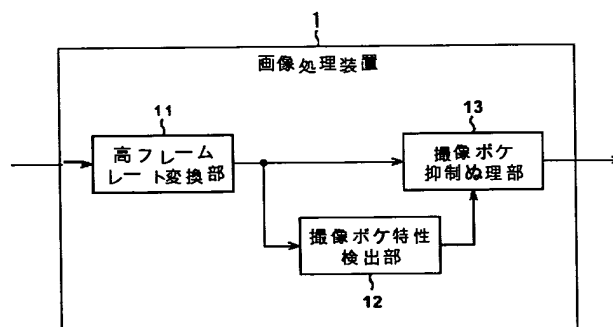 1
画像処理装置
11
高フレーム
レート変換部
13
撮像ボケ
抑制ぬ理部
撮像ボケ特性
検出部
12